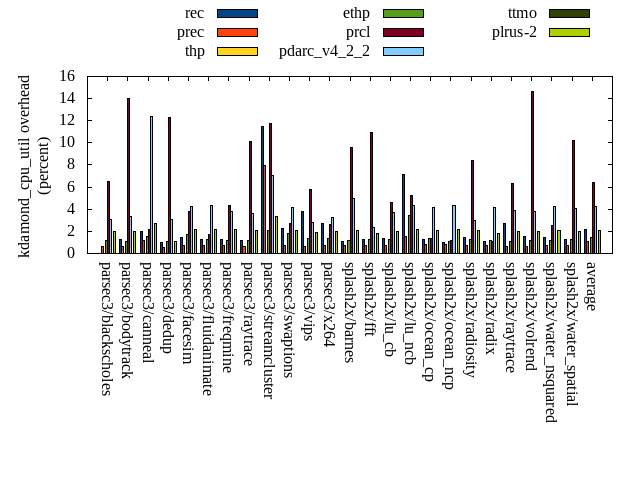 rec
prec
thp
ethp
prcl
pdarc_v4_2_2
ttmo
plrus-2
kdamond_cpu_util overhead
(percent)
16
14
12
10
8
6
4
2
0
parsec3/blackscholes
parsec3/bodytrack
parsec3/canneal
parsec3/dedup
parsec3/facesim
parsec3/fluidanimate
parsec3/freqmine
parsec3/raytrace
parsec3/streamcluster
parsec3/swaptions
parsec3/vips
parsec3/x264
splash2x/barnes
splash2x/fft
splash2x/lu_cb
splash2x/lu_ncb
splash2x/ocean_cp
splash2x/ocean_ncp
splash2x/radiosity
splash2x/radix
splash2x/raytrace
splash2x/volrend
splash2x/water_nsquared
splash2x/water_spatial
average